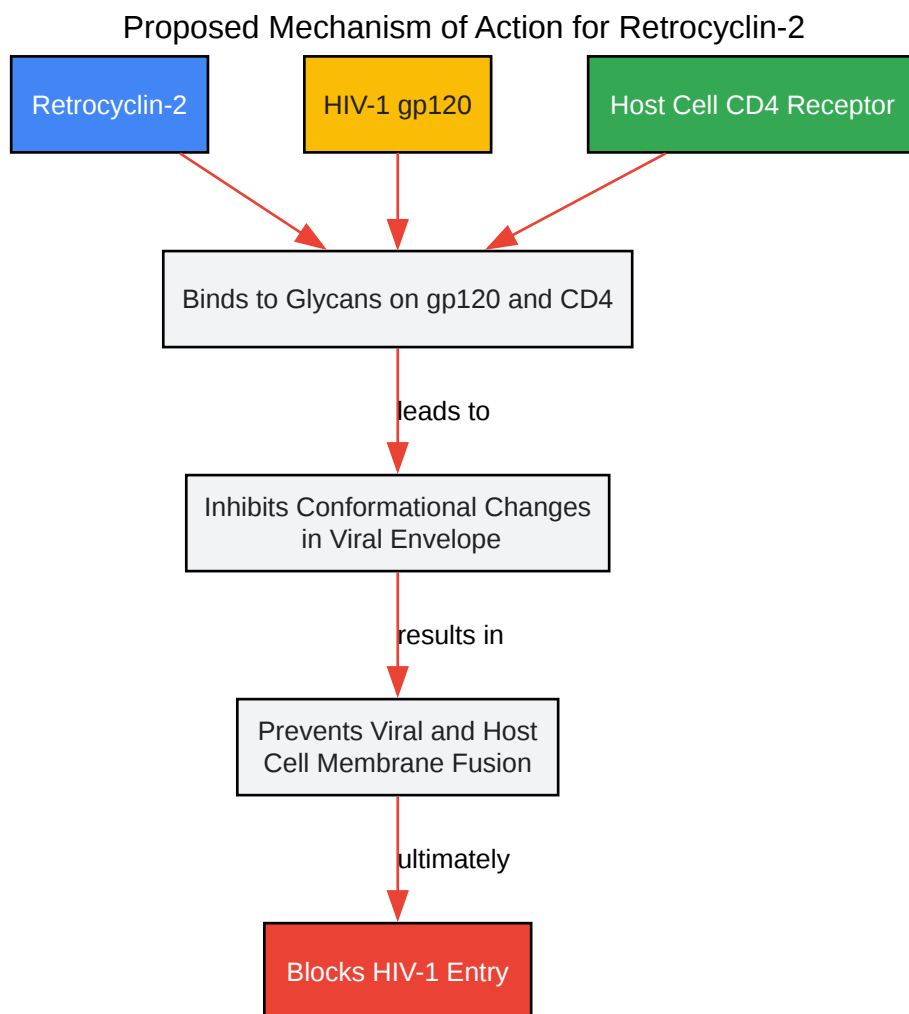 Proposed Mechanism of Action for Retrocyclin-2
Retrocyclin-2
HIV-1 gp120
Host Cell CD4 Receptor
Binds to Glycans on gp120 and CD4
leads to
Inhibits Conformational Changes
in Viral Envelope
results in
Prevents Viral and Host
Cell Membrane Fusion
ultimately
Blocks HIV-1 Entry